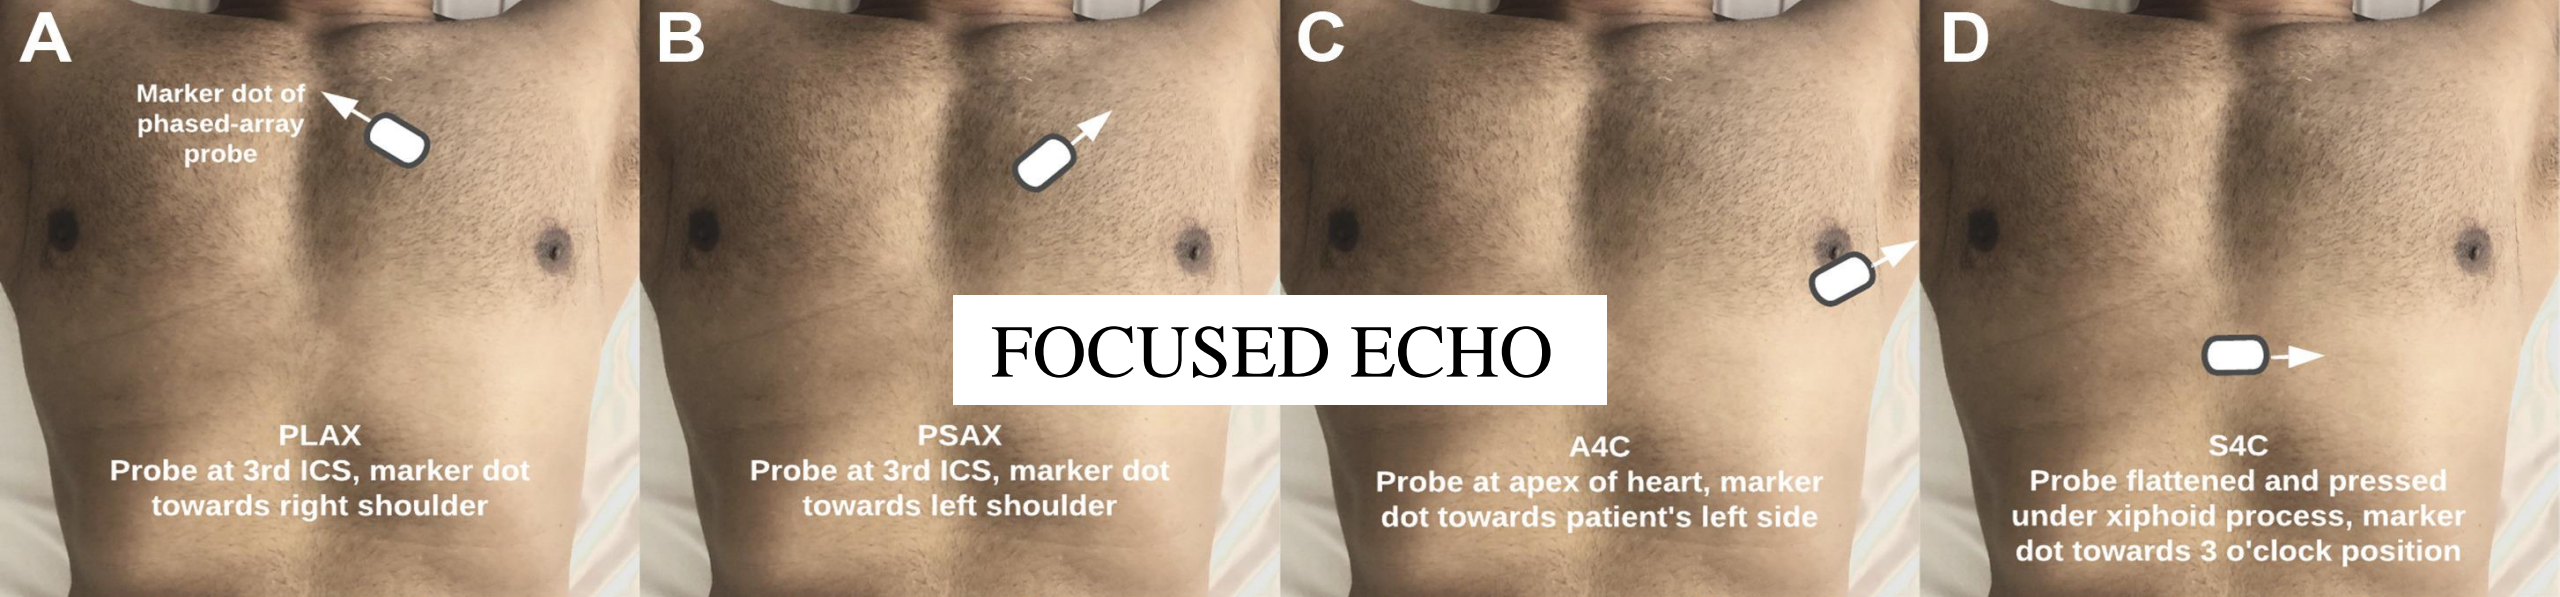 A
Marker dot of
phased-array
probe
PLAX
Probe at 3rd ICS, marker dot
towards right shoulder
B
PSAX
Probe at 3rd ICS, marker dot
towards left shoulder
FOCUSED ECHO
C
A4C
Probe at apex of heart, marker
dot towards patient's left side
D
S4C
Probe flattened and pressed
under xiphoid process, marker
dot towards 3 o'clock position